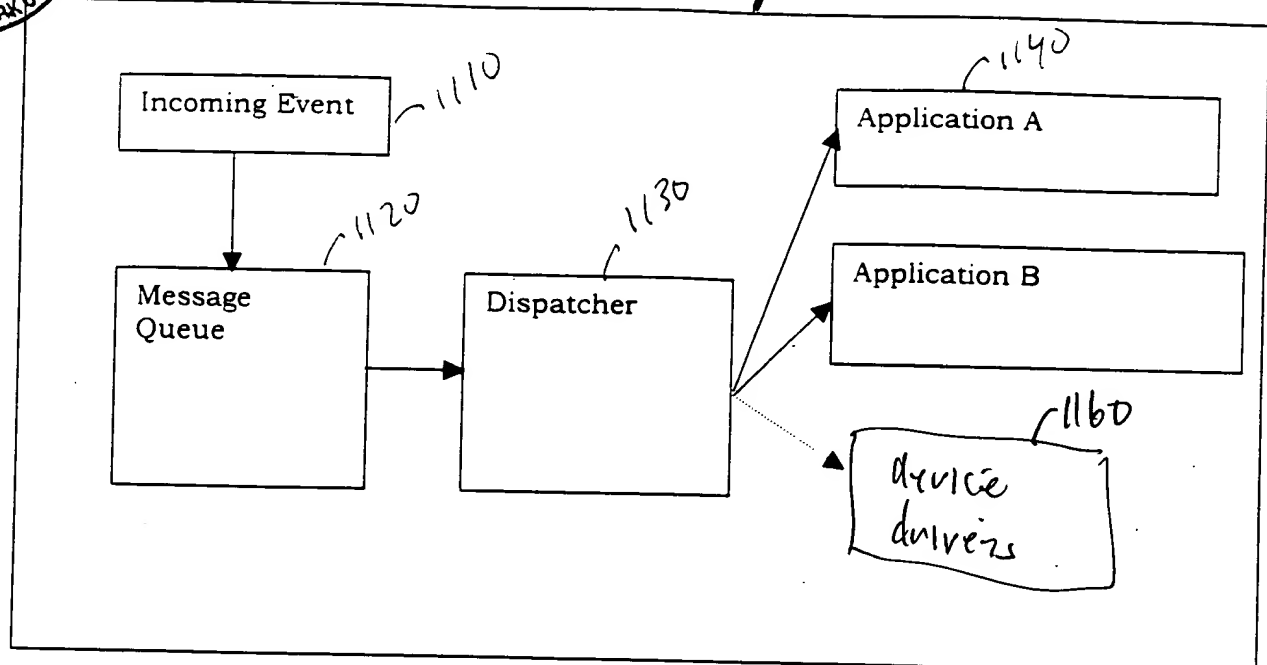 1140
Incoming Event
1110
Application A
1120
1130
Application B
Message
Queue
Dispatcher
1160
device
drivers